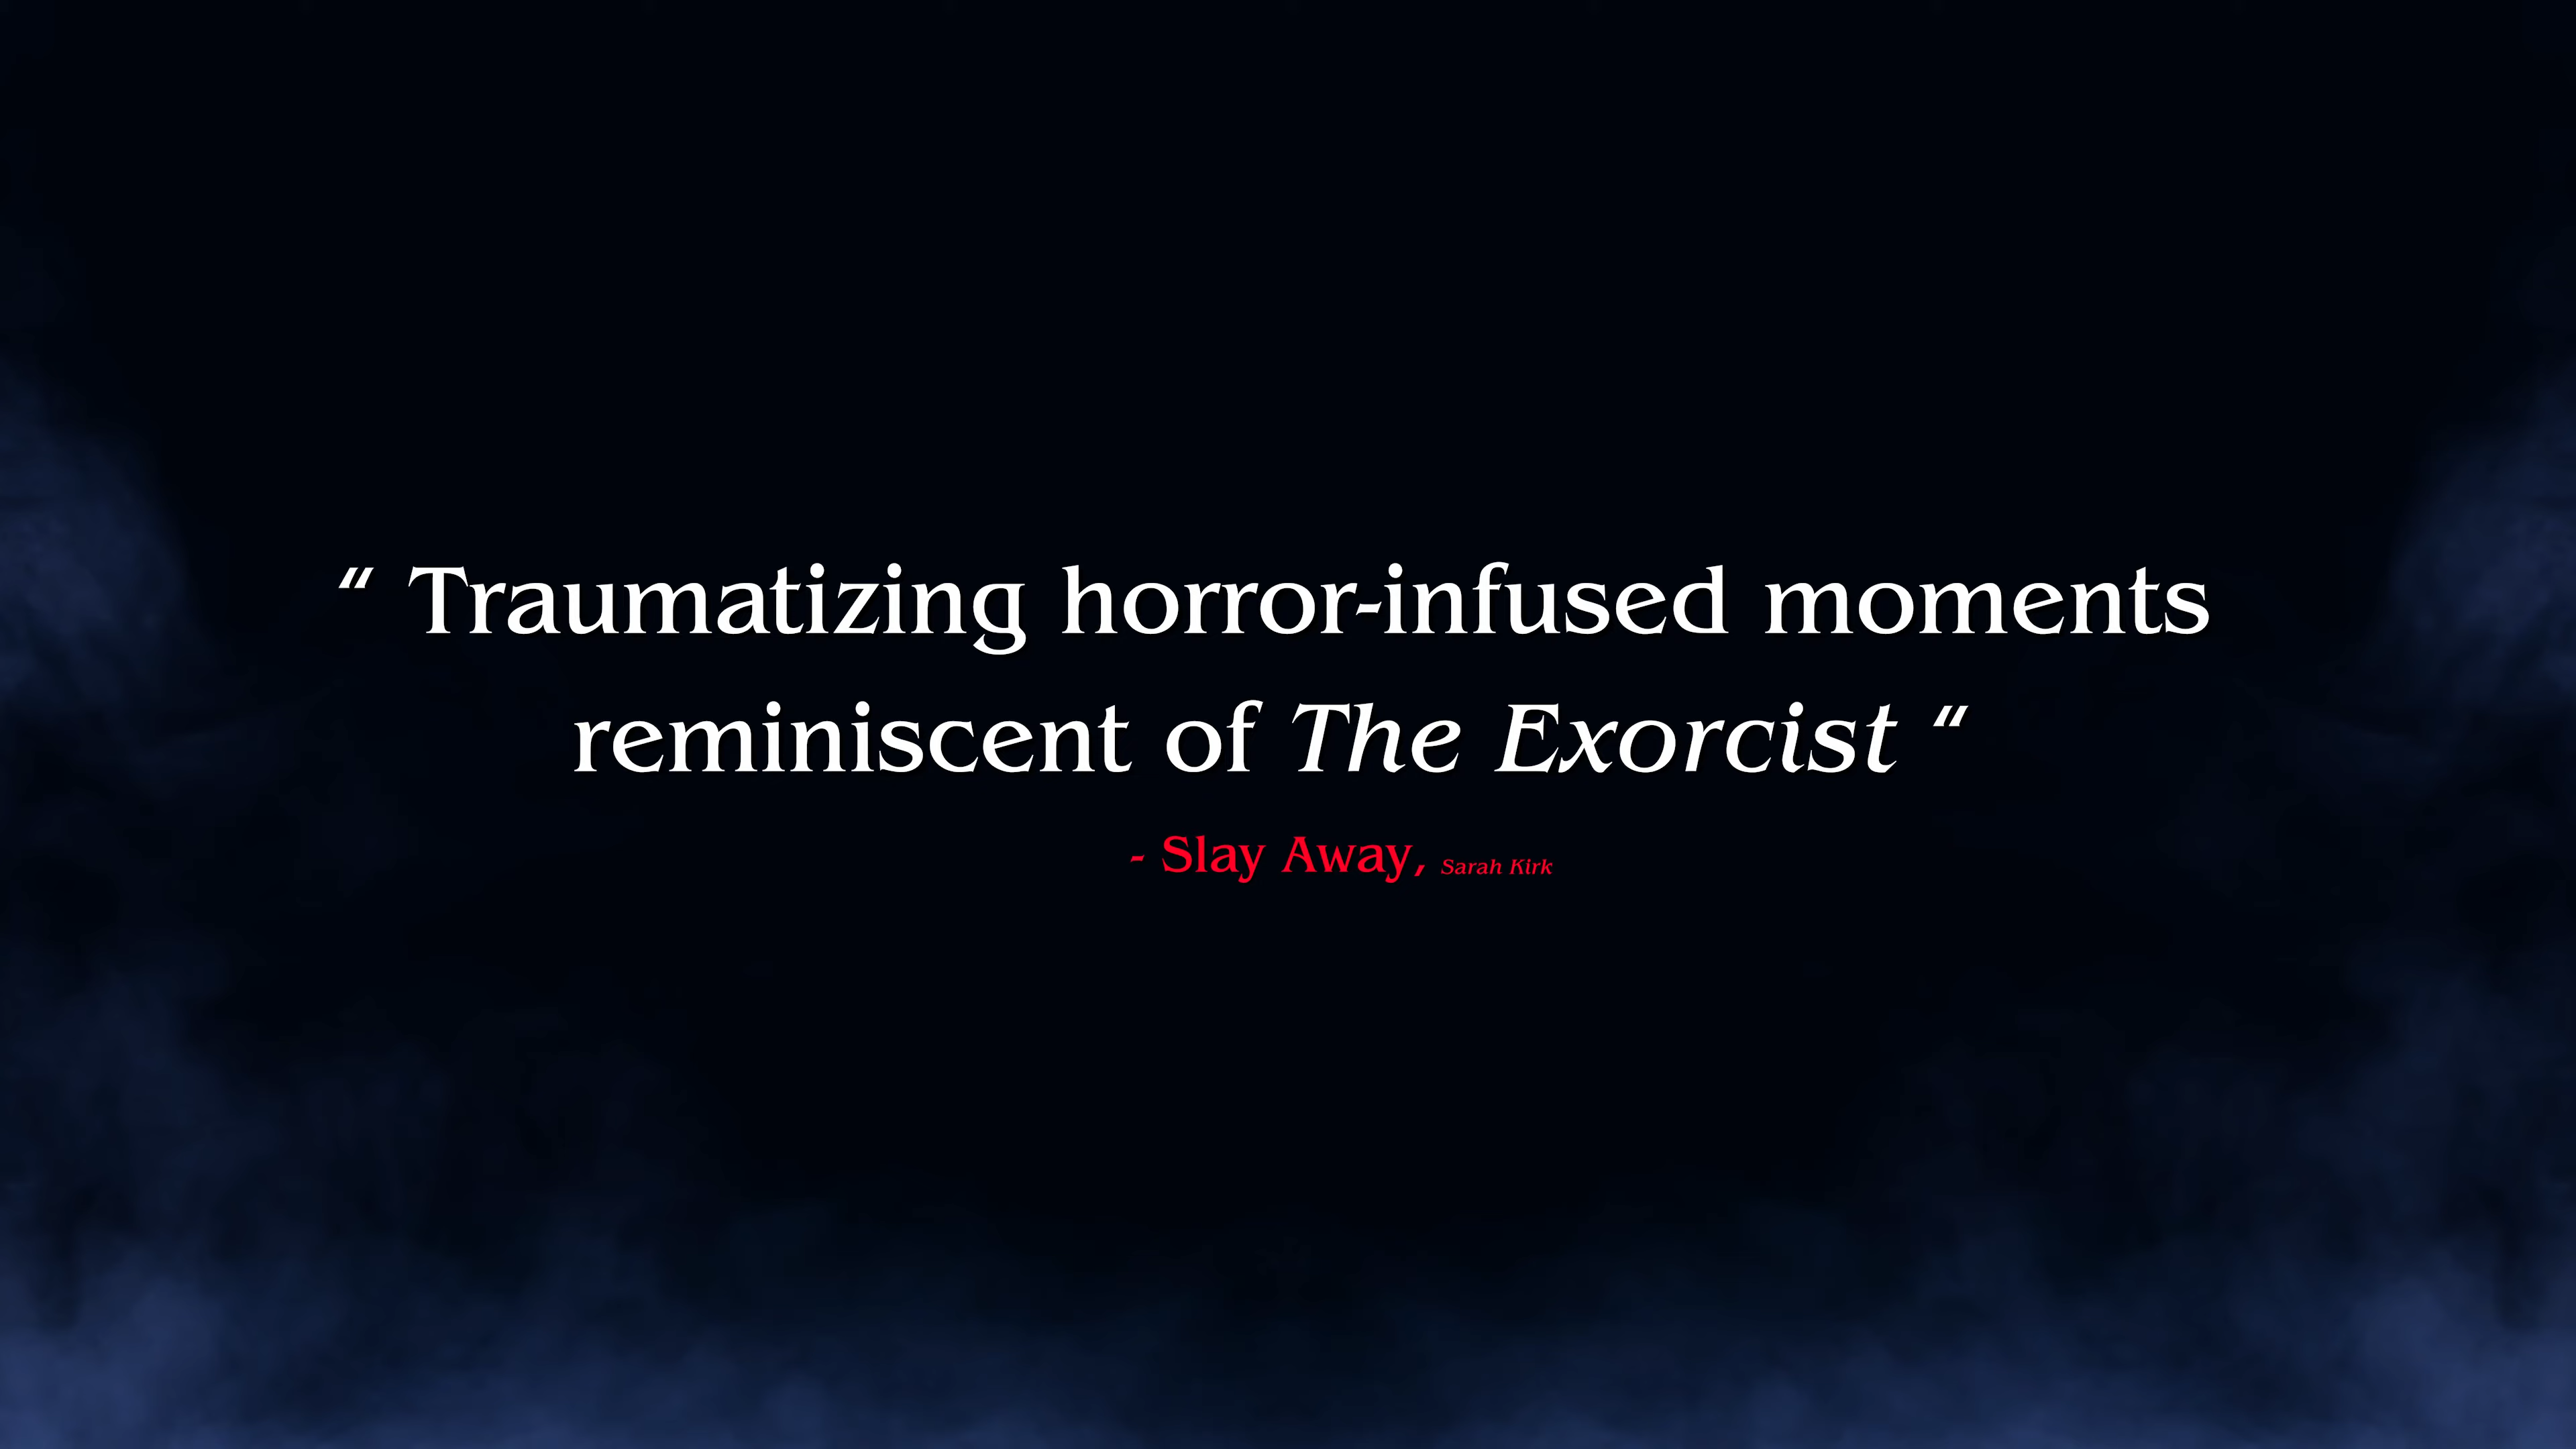 “ Traumatizing horror-infused moments
reminiscent of The Exorcist “
- Slay Away, Sarah Kirk